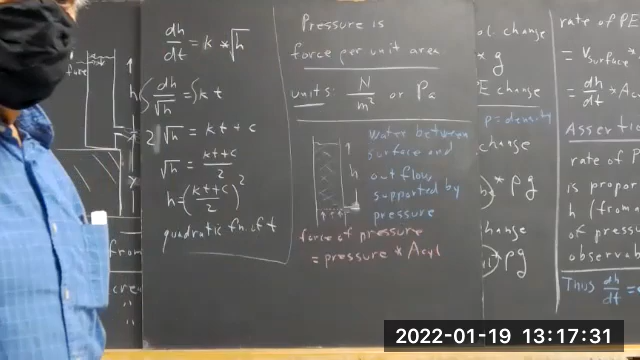 dh/dt = k * √h
∫ dh/√h = ∫ k t
2 √h = kt + c
√h = (kt + c)/2
h = ((kt + c)/2)²
quadratic fn. of t
Pressure is
force per unit area.
units: N/m² or Pa
Water between
surface and
outflow
supported by
pressure
h
force of pressure
= pressure * Acyl
change
* g
E change
ρ = density
change
* ρg
change
* ρg
rate of PE
= Vsurface *
= dh/dt * A
Assertion
rate of P
is propor
h (from
of pressu
observab
Thus dh/dt =
from
h
2022-01-19 13:17:31